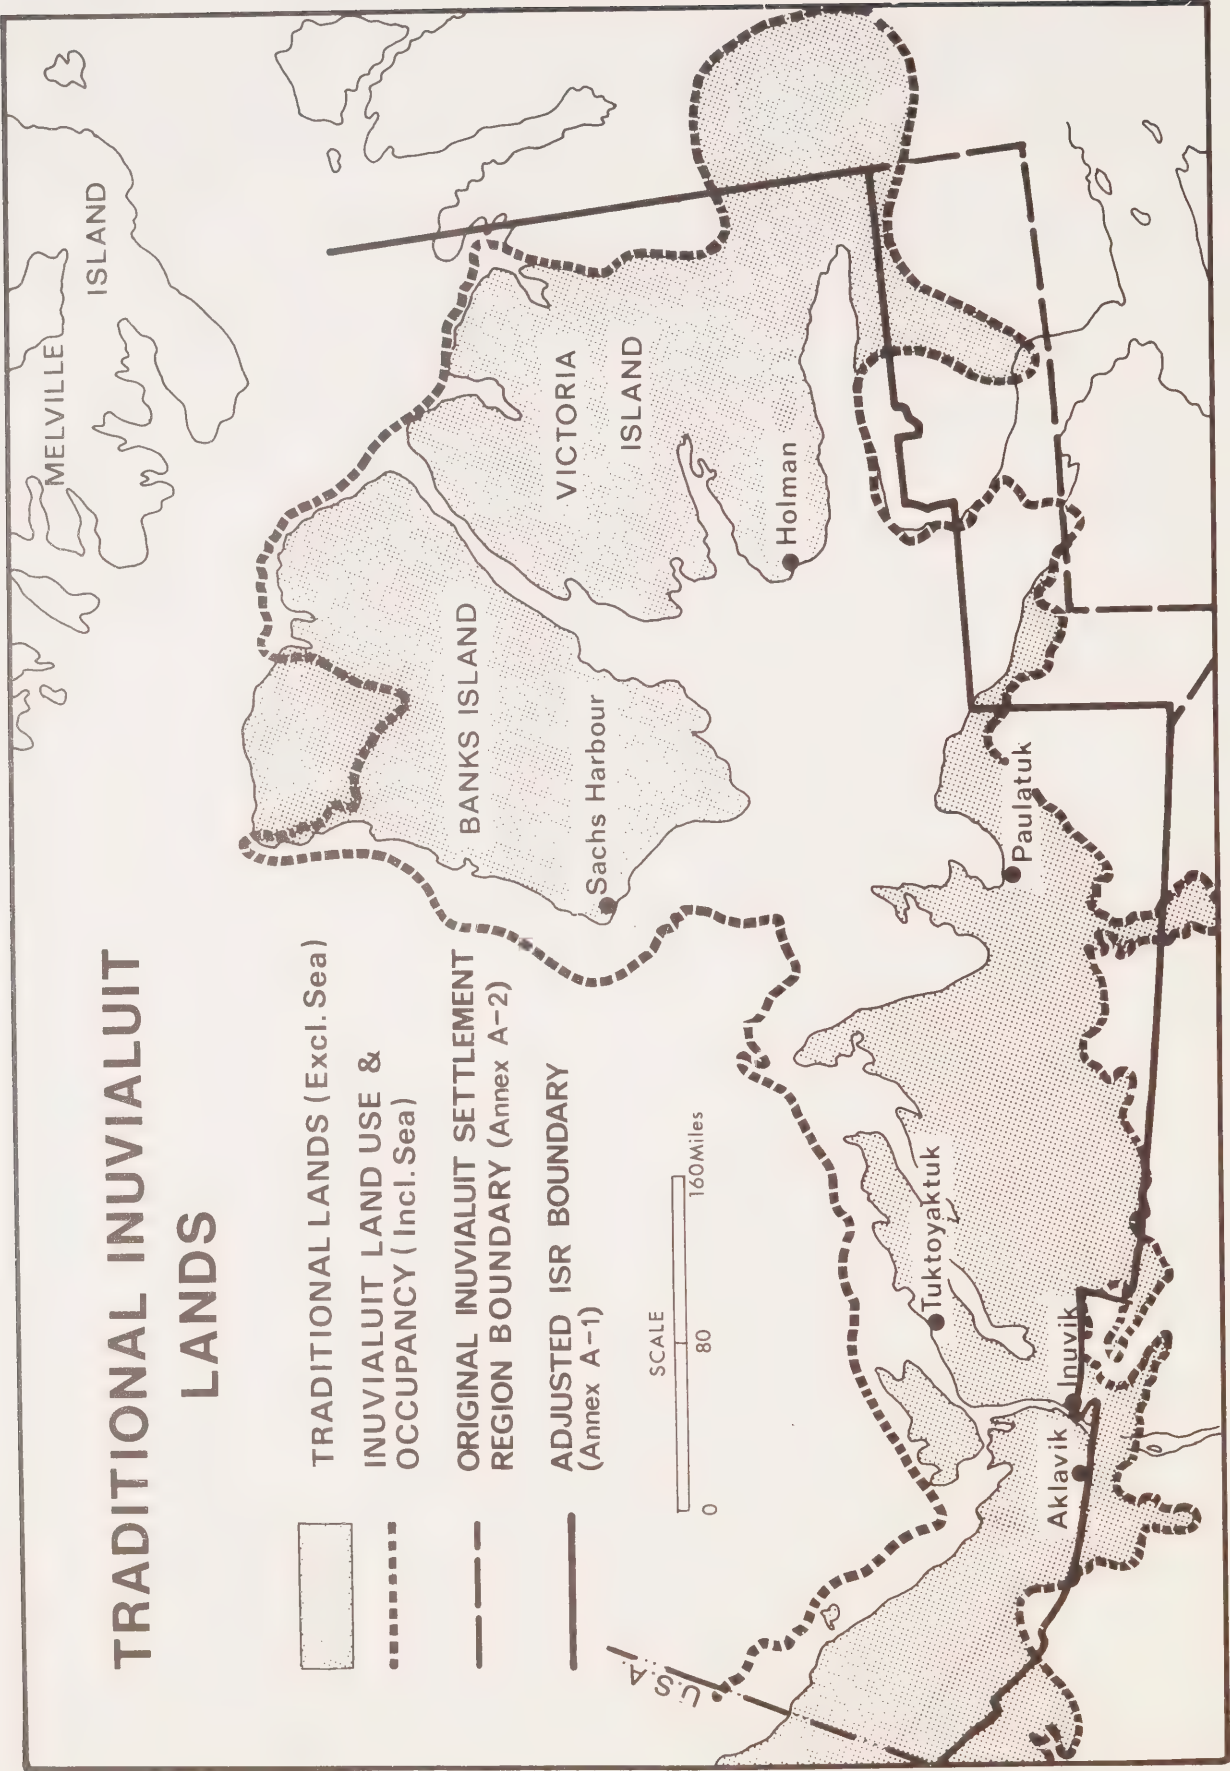 TRADITIONAL INUVIALUIT
LANDS
TRADITIONAL LANDS (Excl. Sea)
INUVIALUIT LAND USE &
OCCUPANCY (Incl. Sea)
ORIGINAL INUVIALUIT SETTLEMENT
REGION BOUNDARY (Annex A-2)
ADJUSTED ISR BOUNDARY
(Annex A-1)
SCALE
0 80 160 Miles
U.S.A.
MELVILLE
ISLAND
BANKS ISLAND
Sachs Harbour
VICTORIA
ISLAND
Holman
Paulatuk
Tuktoyaktuk
Inuvik
Aklavik